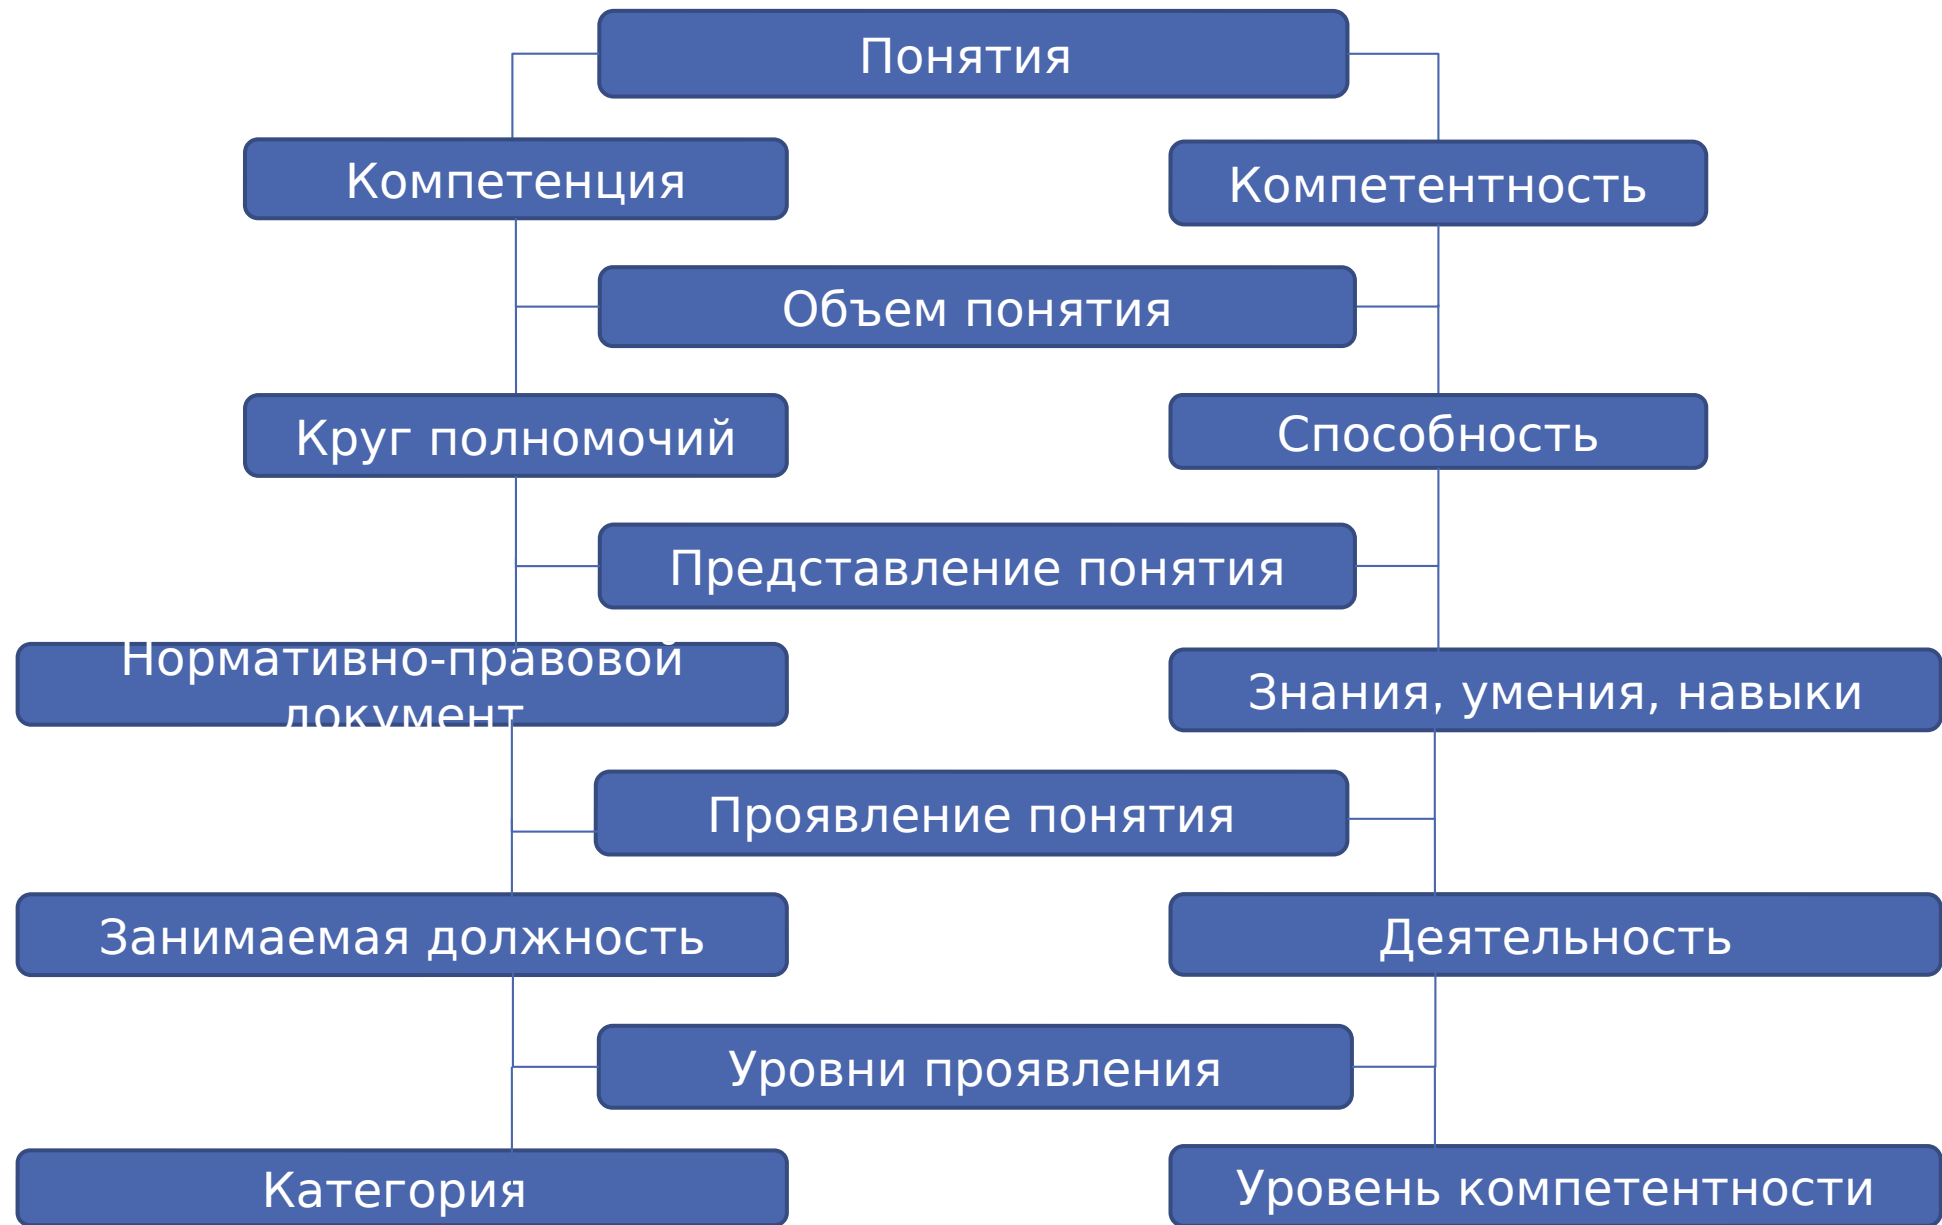 Понятия
Компетенция
Компетентность
Объем понятия
Круг полномочий
Способность
Представление понятия
Нормативно-правовой
документ
Знания, умения, навыки
Проявление понятия
Занимаемая должность
Деятельность
Уровни проявления
Категория
Уровень компетентности